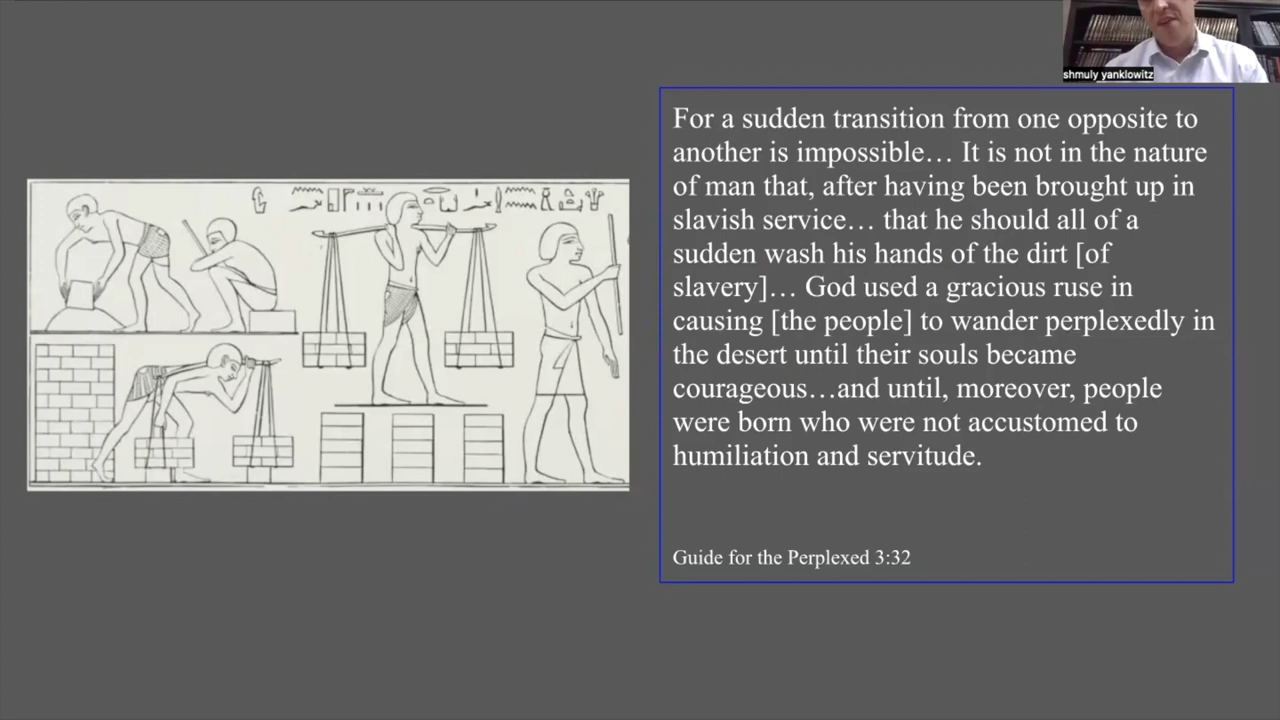 shmuly yanklowitz
For a sudden transition from one opposite to
another is impossible… It is not in the nature
of man that, after having been brought up in
slavish service… that he should all of a
sudden wash his hands of the dirt [of
slavery]… God used a gracious ruse in
causing [the people] to wander perplexedly in
the desert until their souls became
courageous…and until, moreover, people
were born who were not accustomed to
humiliation and servitude.
Guide for the Perplexed 3:32